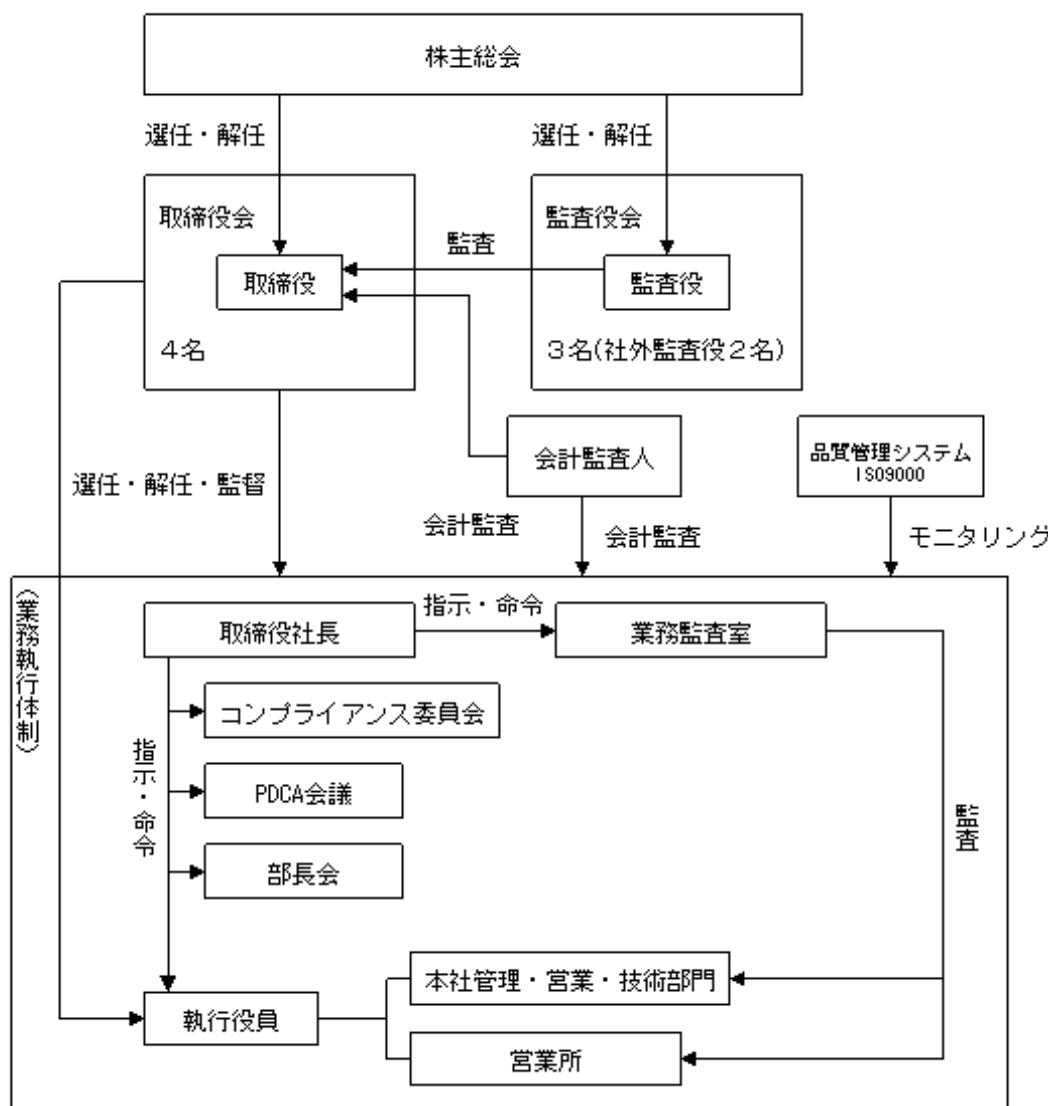 株主総会
選任・解任
選任・解任
取締役会
監査役会
監査
取締役
監査役
４名
３名(社外監査役２名)
会計監査人
品質管理システム
ISO9000
選任・解任・監督
会計監査
会計監査
モニタリング
(業務執行体制)
取締役社長
指示・命令
業務監査室
コンプライアンス委員会
指示・命令
PDCA会議
監査
部長会
本社管理・営業・技術部門
執行役員
営業所